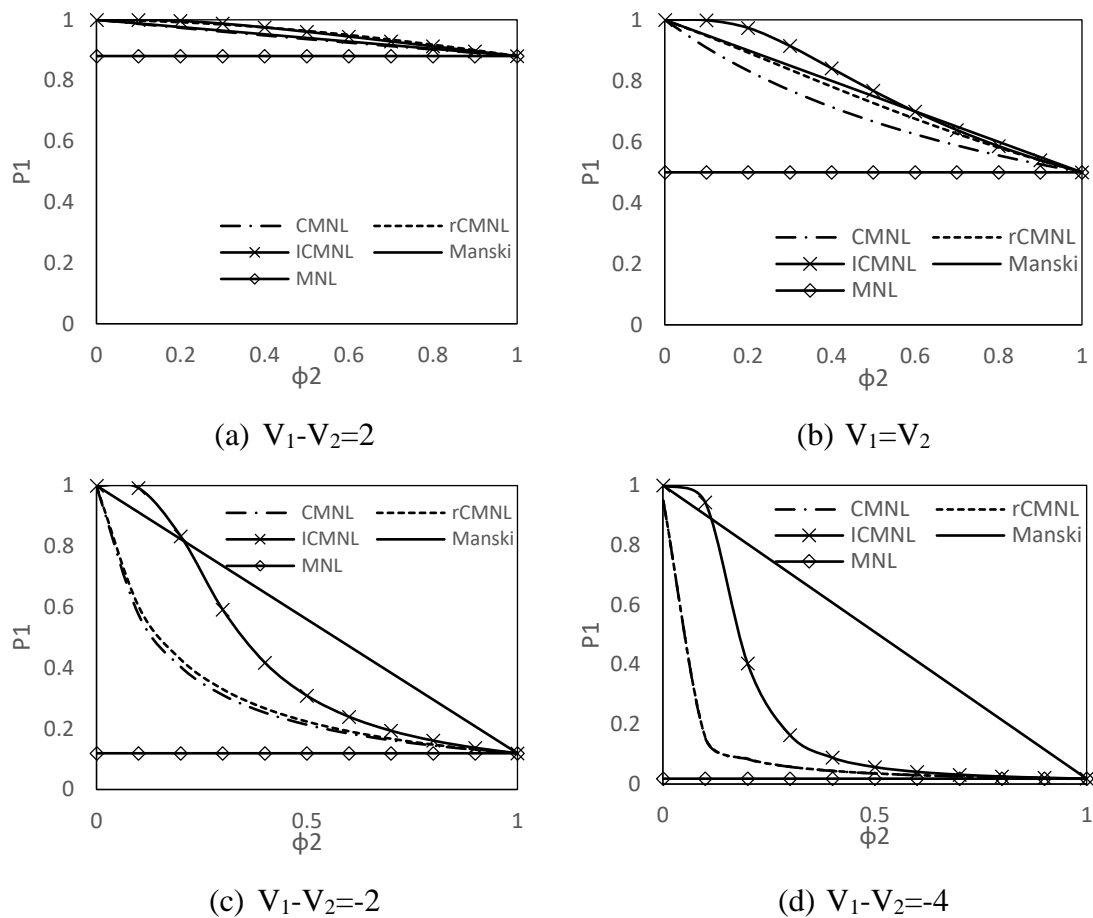 P1
1
0.8
0.6
0.4
0.2
0
CMNL
rCMNL
ICMNL
Manski
MNL
0 0.2 0.4 0.6 0.8 1
ϕ2
(a) V₁-V₂=2
P1
1
0.8
0.6
0.4
0.2
0
CMNL
rCMNL
ICMNL
Manski
MNL
0 0.2 0.4 0.6 0.8 1
ϕ2
(b) V₁=V₂
P1
1
0.8
0.6
0.4
0.2
0
CMNL
rCMNL
ICMNL
Manski
MNL
0 0.5 1
ϕ2
(c) V₁-V₂=-2
P1
1
0.8
0.6
0.4
0.2
0
CMNL
rCMNL
ICMNL
Manski
MNL
0 0.5 1
ϕ2
(d) V₁-V₂=-4